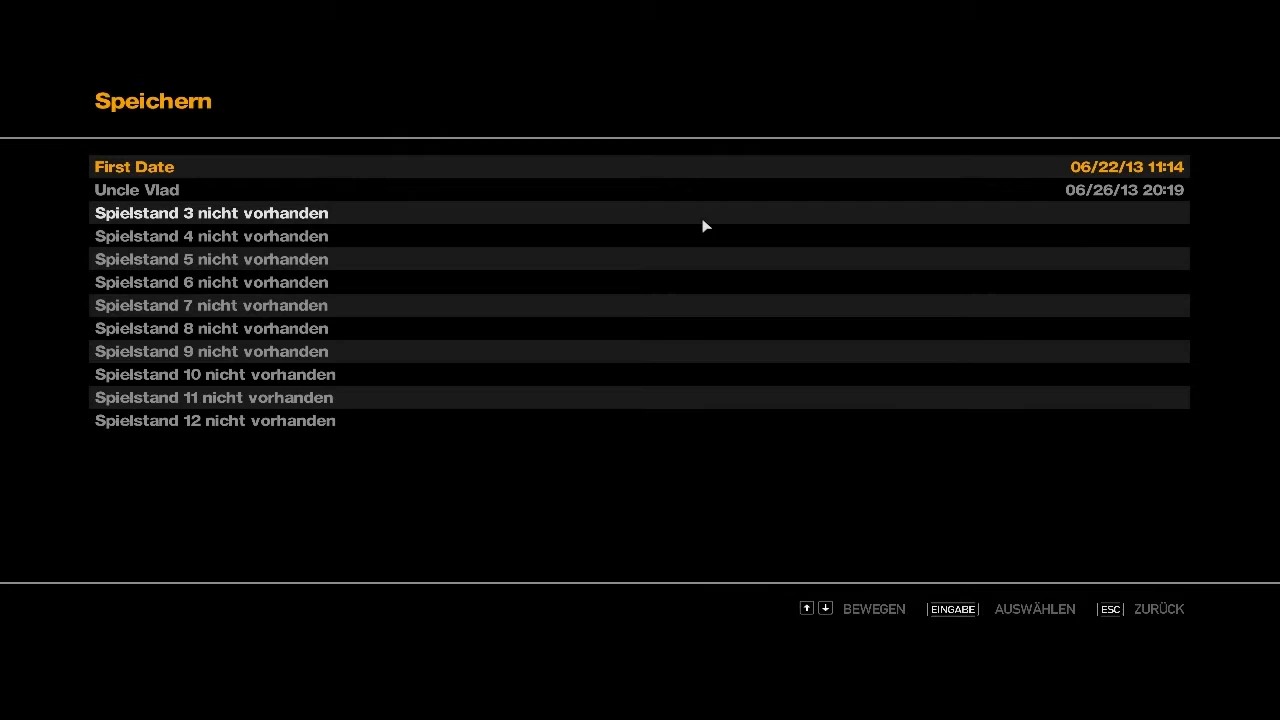 Speichern
First Date 06/22/13 11:14
Uncle Vlad 06/26/13 20:19
Spielstand 3 nicht vorhanden
Spielstand 4 nicht vorhanden
Spielstand 5 nicht vorhanden
Spielstand 6 nicht vorhanden
Spielstand 7 nicht vorhanden
Spielstand 8 nicht vorhanden
Spielstand 9 nicht vorhanden
Spielstand 10 nicht vorhanden
Spielstand 11 nicht vorhanden
Spielstand 12 nicht vorhanden
BEWEGEN EINGABE AUSWÄHLEN ESC ZURÜCK